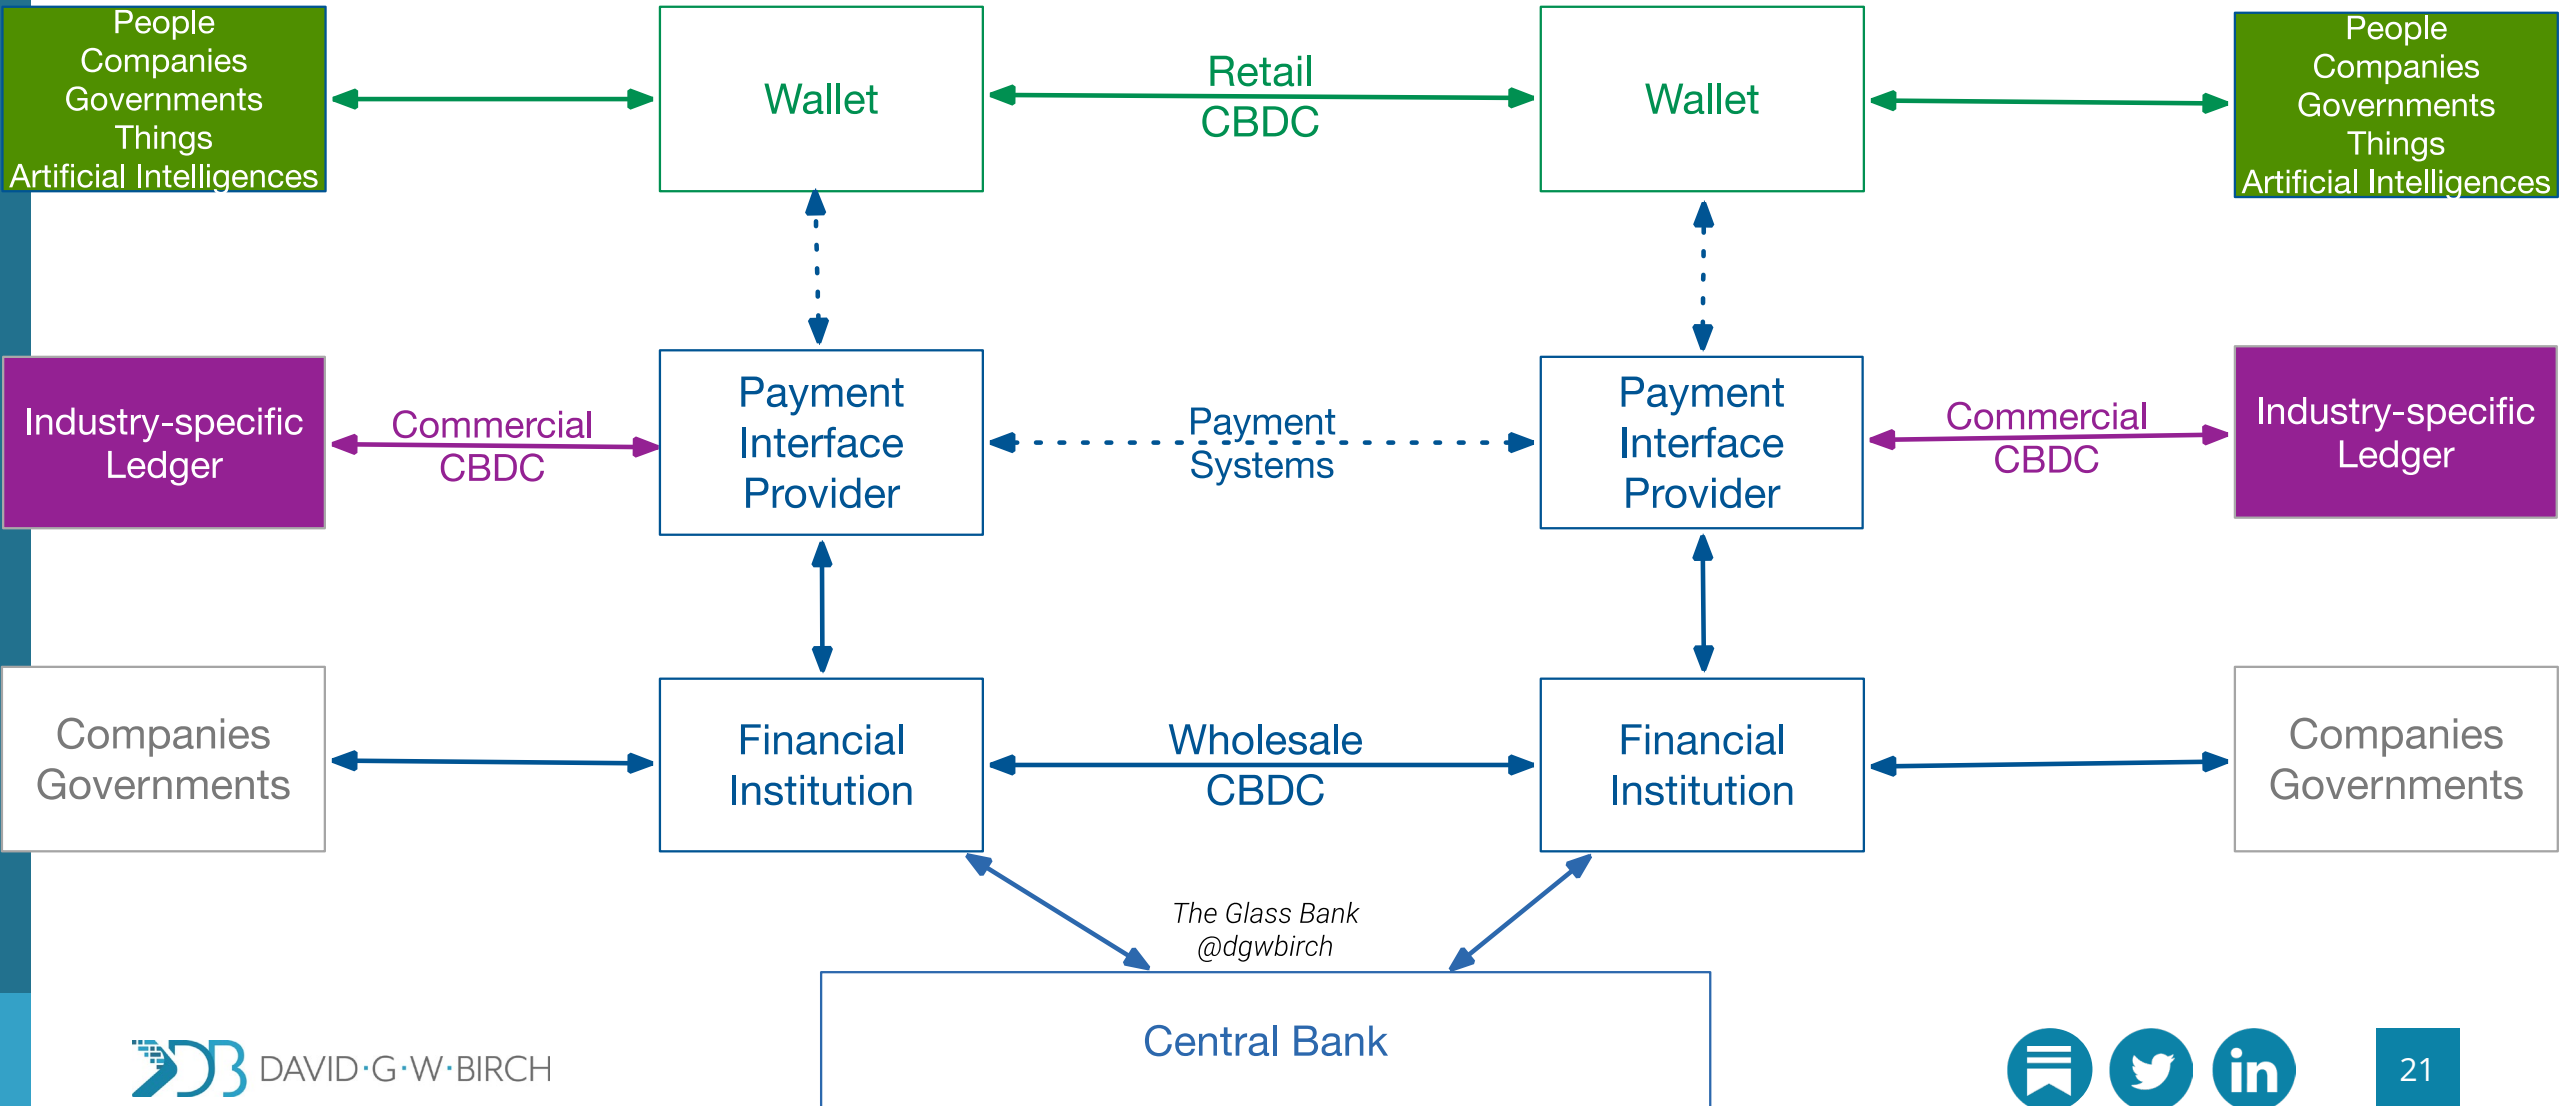 People
Companies
Governments
Things
Artificial Intelligences
Wallet
Retail
CBDC
Wallet
People
Companies
Governments
Things
Artificial Intelligences
Industry-specific
Ledger
Commercial
CBDC
Payment
Interface
Provider
Payment
Systems
Payment
Interface
Provider
Commercial
CBDC
Industry-specific
Ledger
Companies
Governments
Financial
Institution
Wholesale
CBDC
Financial
Institution
Companies
Governments
The Glass Bank
@dgwbirch
Central Bank
DB DAVID·G·W·BIRCH
in
21